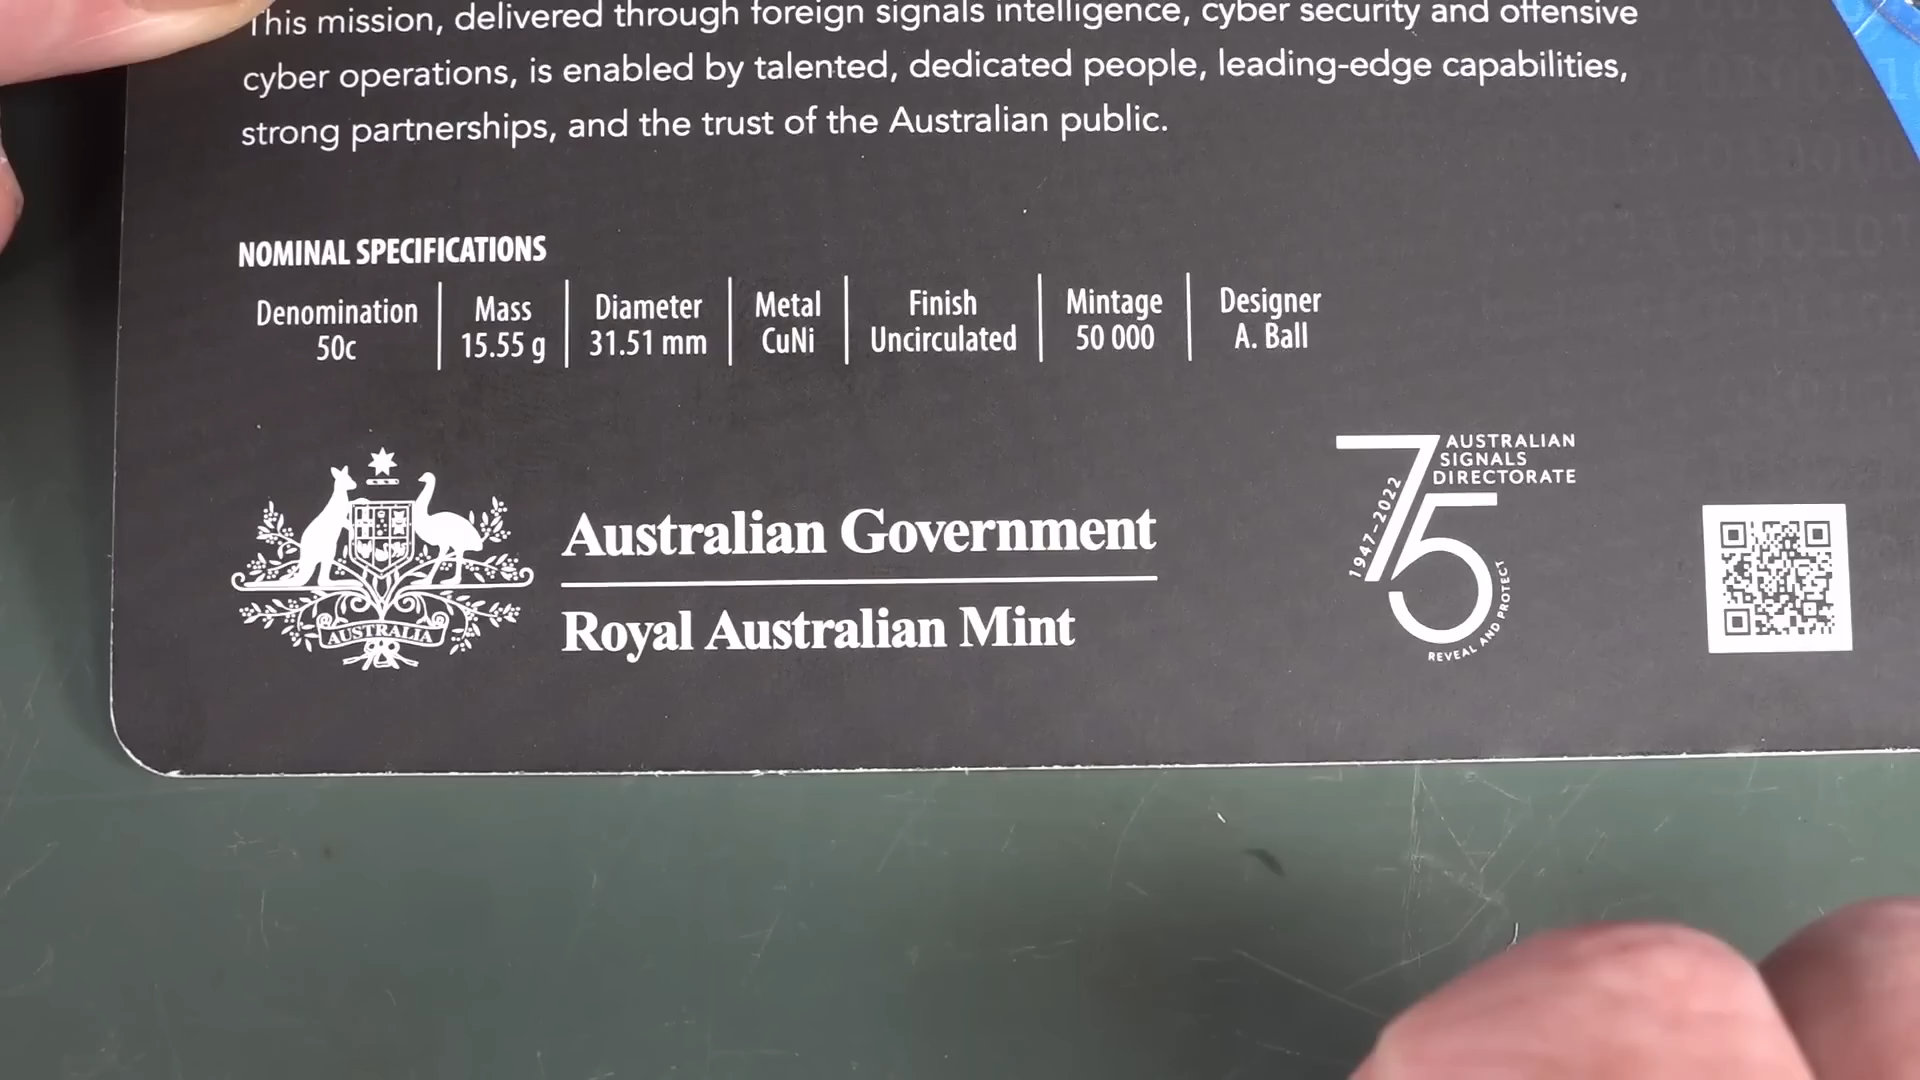 This mission, delivered through foreign signals intelligence, cyber security and offensive
cyber operations, is enabled by talented, dedicated people, leading-edge capabilities,
strong partnerships, and the trust of the Australian public.
NOMINAL SPECIFICATIONS
Denomination Mass Diameter Metal Finish Mintage Designer
50c 15.55 g 31.51 mm CuNi Uncirculated 50 000 A. Ball
AUSTRALIA
Australian Government
Royal Australian Mint
75
AUSTRALIAN
SIGNALS
DIRECTORATE
1947-2022
REVEAL AND PROTECT